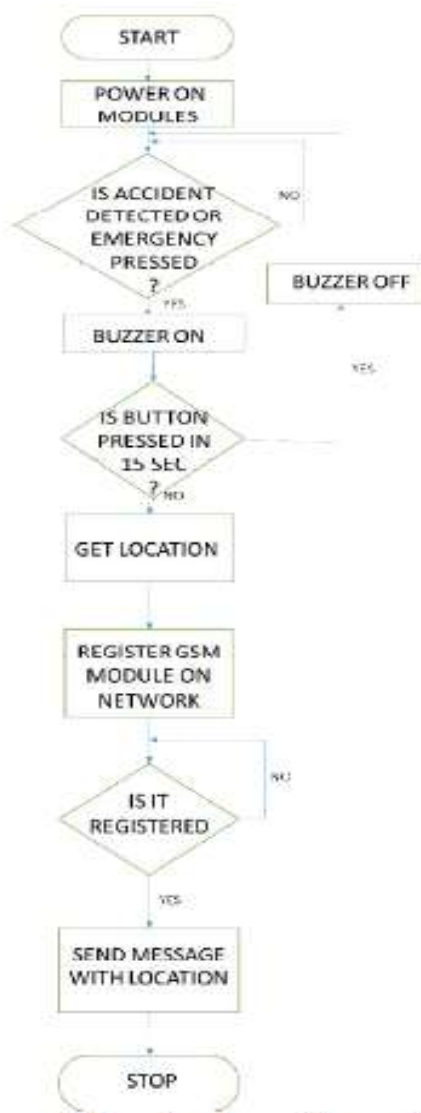 START
POWER ON
MODULES
IS ACCIDENT
DETECTED OR
EMERGENCY
PRESSED
?
NO
YES
BUZZER OFF
BUZZER ON
YES
IS BUTTON
PRESSED IN
15 SEC
?
NO
GET LOCATION
REGISTER GSM
MODULE ON
NETWORK
NO
IS IT
REGISTERED
YES
SEND MESSAGE
WITH LOCATION
STOP